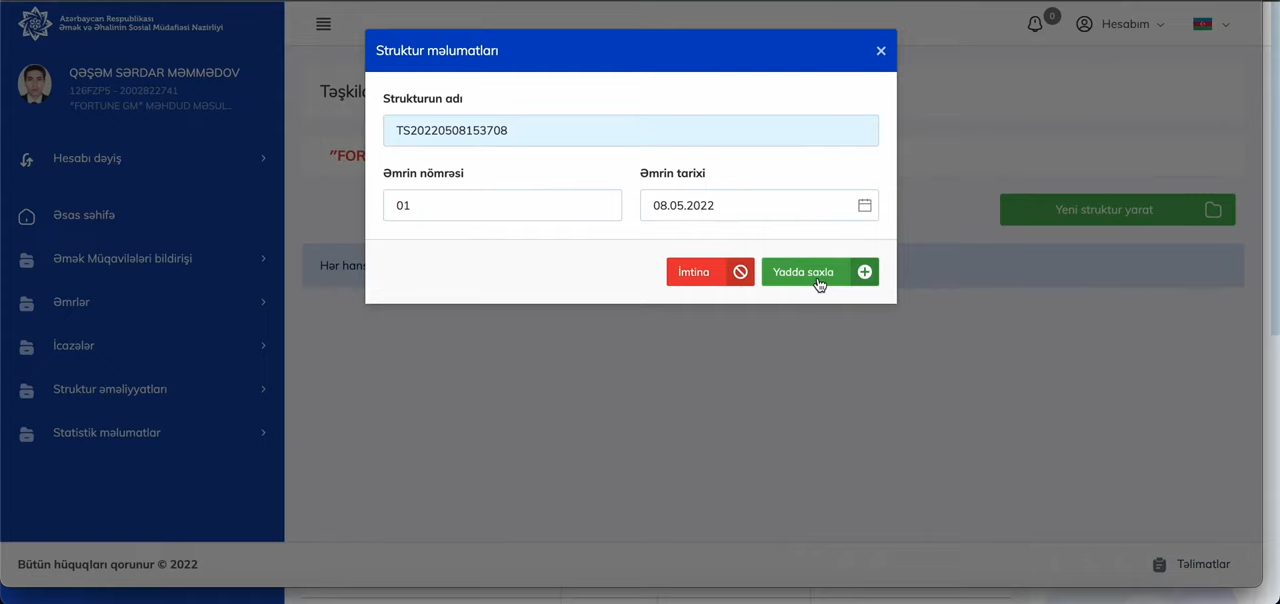 Azərbaycan Respublikası
Əmək və Əhalinin Sosial Müdafiəsi Nazirliyi
QƏŞƏM SƏRDAR MƏMMƏDOV
126FZP5 - 2002822741
"FORTUNE GM" MƏHDUD MƏSUL...
Hesabı dəyiş
Əsas səhifə
Əmək Müqavilələri bildirişi
Əmrlər
İcazələr
Struktur əməliyyatları
Statistik məlumatlar
0
Hesabım
Təşkil
"FOR
Yeni struktur yarat
Hər hans
Struktur məlumatları
Strukturun adı
TS20220508153708
Əmrin nömrəsi
Əmrin tarixi
01
08.05.2022
İmtina
Yadda saxla
Bütün hüquqları qorunur © 2022
Təlimatlar